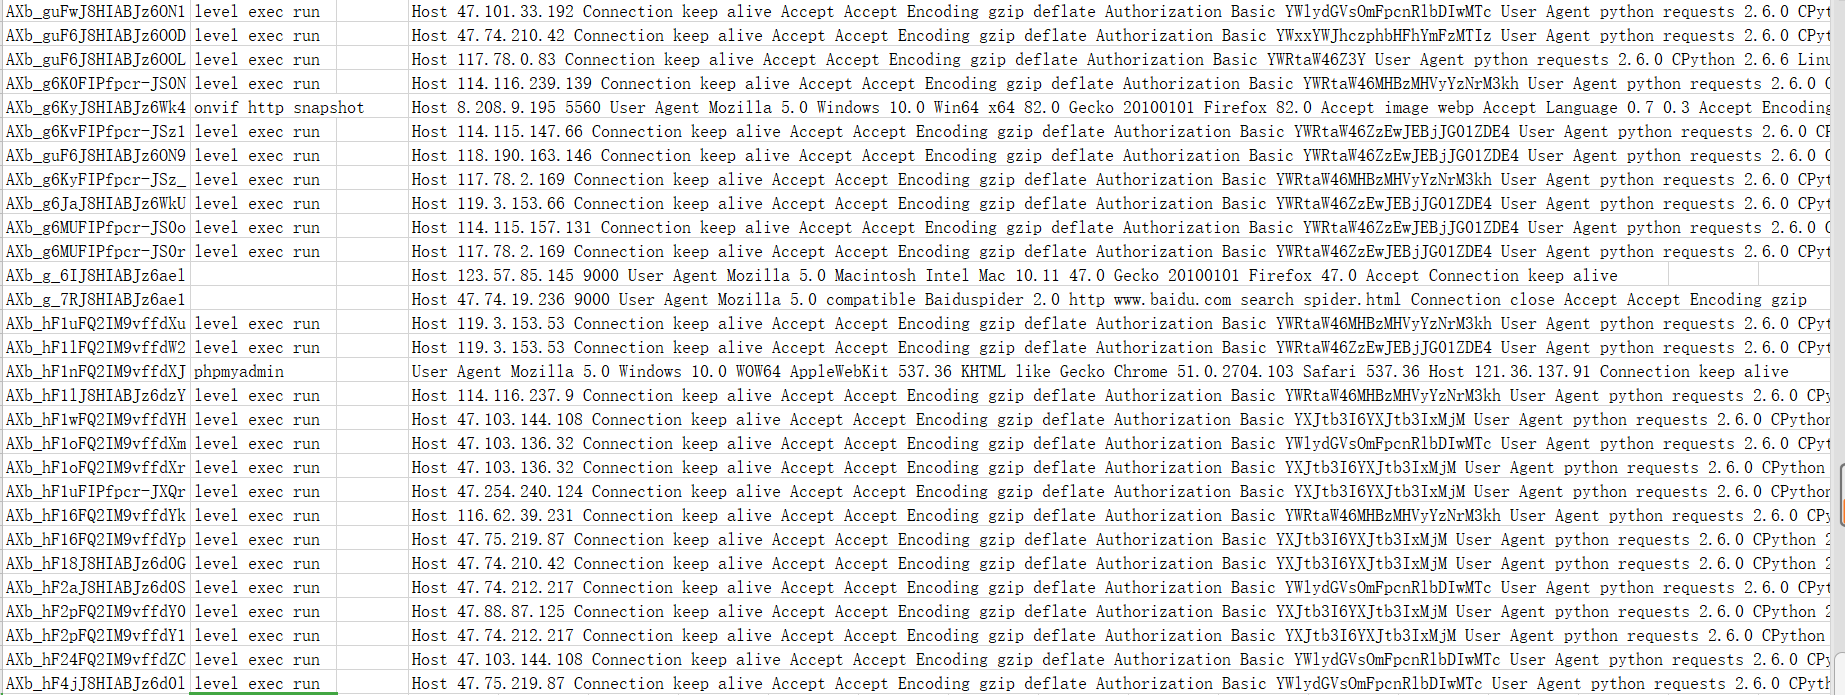 AXb_guFwJ8HIABJz6ON1 level exec run Host 47.101.33.192 Connection keep alive Accept Accept Encoding gzip deflate Authorization Basic YWlydGVsOmFpcnRlbDIwMTc User Agent python requests 2.6.0 CPyt
AXb_guF6J8HIABJz6OOD level exec run Host 47.74.210.42 Connection keep alive Accept Accept Encoding gzip deflate Authorization Basic YWxxYWJhczphbHFhYmFzMTIz User Agent python requests 2.6.0 CPyt
AXb_guF6J8HIABJz6OOL level exec run Host 117.78.0.83 Connection keep alive Accept Accept Encoding gzip deflate Authorization Basic YWRtaW46Z3Y User Agent python requests 2.6.0 CPython 2.6.6 Linu
AXb_g6K0FIPfpcr-JSON level exec run Host 114.116.239.139 Connection keep alive Accept Accept Encoding gzip deflate Authorization Basic YWRtaW46MHBzMHVyYzNrM3kh User Agent python requests 2.6.0 C
AXb_g6KyJ8HIABJz6Wk4 onvif http snapshot Host 8.208.9.195 5560 User Agent Mozilla 5.0 Windows 10.0 Win64 x64 82.0 Gecko 20100101 Firefox 82.0 Accept image webp Accept Language 0.7 0.3 Accept Encoding
AXb_g6KvFIPfpcr-JSz1 level exec run Host 114.115.147.66 Connection keep alive Accept Accept Encoding gzip deflate Authorization Basic YWRtaW46ZzEwJEBjJG01ZDE4 User Agent python requests 2.6.0 CP
AXb_guF6J8HIABJz6ON9 level exec run Host 118.190.163.146 Connection keep alive Accept Accept Encoding gzip deflate Authorization Basic YWRtaW46ZzEwJEBjJG01ZDE4 User Agent python requests 2.6.0 C
AXb_g6KyFIPfpcr-JSz_ level exec run Host 117.78.2.169 Connection keep alive Accept Accept Encoding gzip deflate Authorization Basic YWRtaW46MHBzMHVyYzNrM3kh User Agent python requests 2.6.0 CPyt
AXb_g6JaJ8HIABJz6WkU level exec run Host 119.3.153.66 Connection keep alive Accept Accept Encoding gzip deflate Authorization Basic YWRtaW46ZzEwJEBjJG01ZDE4 User Agent python requests 2.6.0 CPyt
AXb_g6MUFIPfpcr-JS0o level exec run Host 114.115.157.131 Connection keep alive Accept Accept Encoding gzip deflate Authorization Basic YWRtaW46ZzEwJEBjJG01ZDE4 User Agent python requests 2.6.0 C
AXb_g6MUFIPfpcr-JS0r level exec run Host 117.78.2.169 Connection keep alive Accept Accept Encoding gzip deflate Authorization Basic YWRtaW46ZzEwJEBjJG01ZDE4 User Agent python requests 2.6.0 CPyt
AXb_g_6IJ8HIABJz6ael Host 123.57.85.145 9000 User Agent Mozilla 5.0 Macintosh Intel Mac 10.11 47.0 Gecko 20100101 Firefox 47.0 Accept Connection keep alive
AXb_g_7RJ8HIABJz6ae1 Host 47.74.19.236 9000 User Agent Mozilla 5.0 compatible Baiduspider 2.0 http www.baidu.com search spider.html Connection close Accept Accept Encoding gzip
AXb_hF1uFQ2IM9vffdXu level exec run Host 119.3.153.53 Connection keep alive Accept Accept Encoding gzip deflate Authorization Basic YWRtaW46MHBzMHVyYzNrM3kh User Agent python requests 2.6.0 CPyt
AXb_hF1lFQ2IM9vffdW2 level exec run Host 119.3.153.53 Connection keep alive Accept Accept Encoding gzip deflate Authorization Basic YWRtaW46ZzEwJEBjJG01ZDE4 User Agent python requests 2.6.0 CPyt
AXb_hF1nFQ2IM9vffdXJ phpmyadmin User Agent Mozilla 5.0 Windows 10.0 WOW64 AppleWebKit 537.36 KHTML like Gecko Chrome 51.0.2704.103 Safari 537.36 Host 121.36.137.91 Connection keep alive
AXb_hF1lJ8HIABJz6dzY level exec run Host 114.116.237.9 Connection keep alive Accept Accept Encoding gzip deflate Authorization Basic YWRtaW46MHBzMHVyYzNrM3kh User Agent python requests 2.6.0 CPy
AXb_hF1wFQ2IM9vffdYH level exec run Host 47.103.144.108 Connection keep alive Accept Accept Encoding gzip deflate Authorization Basic YXJtb3I6YXJtb3IxMjM User Agent python requests 2.6.0 CPython
AXb_hF1oFQ2IM9vffdXm level exec run Host 47.103.136.32 Connection keep alive Accept Accept Encoding gzip deflate Authorization Basic YWlydGVsOmFpcnRlbDIwMTc User Agent python requests 2.6.0 CPyt
AXb_hF1oFQ2IM9vffdXr level exec run Host 47.103.136.32 Connection keep alive Accept Accept Encoding gzip deflate Authorization Basic YXJtb3I6YXJtb3IxMjM User Agent python requests 2.6.0 CPython
AXb_hF1uFIPfpcr-JXQr level exec run Host 47.254.240.124 Connection keep alive Accept Accept Encoding gzip deflate Authorization Basic YXJtb3I6YXJtb3IxMjM User Agent python requests 2.6.0 CPython
AXb_hF16FQ2IM9vffdYk level exec run Host 116.62.39.231 Connection keep alive Accept Accept Encoding gzip deflate Authorization Basic YWRtaW46MHBzMHVyYzNrM3kh User Agent python requests 2.6.0 CPy
AXb_hF16FQ2IM9vffdYp level exec run Host 47.75.219.87 Connection keep alive Accept Accept Encoding gzip deflate Authorization Basic YXJtb3I6YXJtb3IxMjM User Agent python requests 2.6.0 CPython 2
AXb_hF18J8HIABJz6d0G level exec run Host 47.74.210.42 Connection keep alive Accept Accept Encoding gzip deflate Authorization Basic YXJtb3I6YXJtb3IxMjM User Agent python requests 2.6.0 CPython 2
AXb_hF2aJ8HIABJz6d0S level exec run Host 47.74.212.217 Connection keep alive Accept Accept Encoding gzip deflate Authorization Basic YWlydGVsOmFpcnRlbDIwMTc User Agent python requests 2.6.0 CPyt
AXb_hF2pFQ2IM9vffdY0 level exec run Host 47.88.87.125 Connection keep alive Accept Accept Encoding gzip deflate Authorization Basic YXJtb3I6YXJtb3IxMjM User Agent python requests 2.6.0 CPython 2
AXb_hF2pFQ2IM9vffdY1 level exec run Host 47.74.212.217 Connection keep alive Accept Accept Encoding gzip deflate Authorization Basic YXJtb3I6YXJtb3IxMjM User Agent python requests 2.6.0 CPython
AXb_hF24FQ2IM9vffdZC level exec run Host 47.103.144.108 Connection keep alive Accept Accept Encoding gzip deflate Authorization Basic YWlydGVsOmFpcnRlbDIwMTc User Agent python requests 2.6.0 CPy
AXb_hF4jJ8HIABJz6d0l level exec run Host 47.75.219.87 Connection keep alive Accept Accept Encoding gzip deflate Authorization Basic YWlydGVsOmFpcnRlbDIwMTc User Agent python requests 2.6.0 CPyt